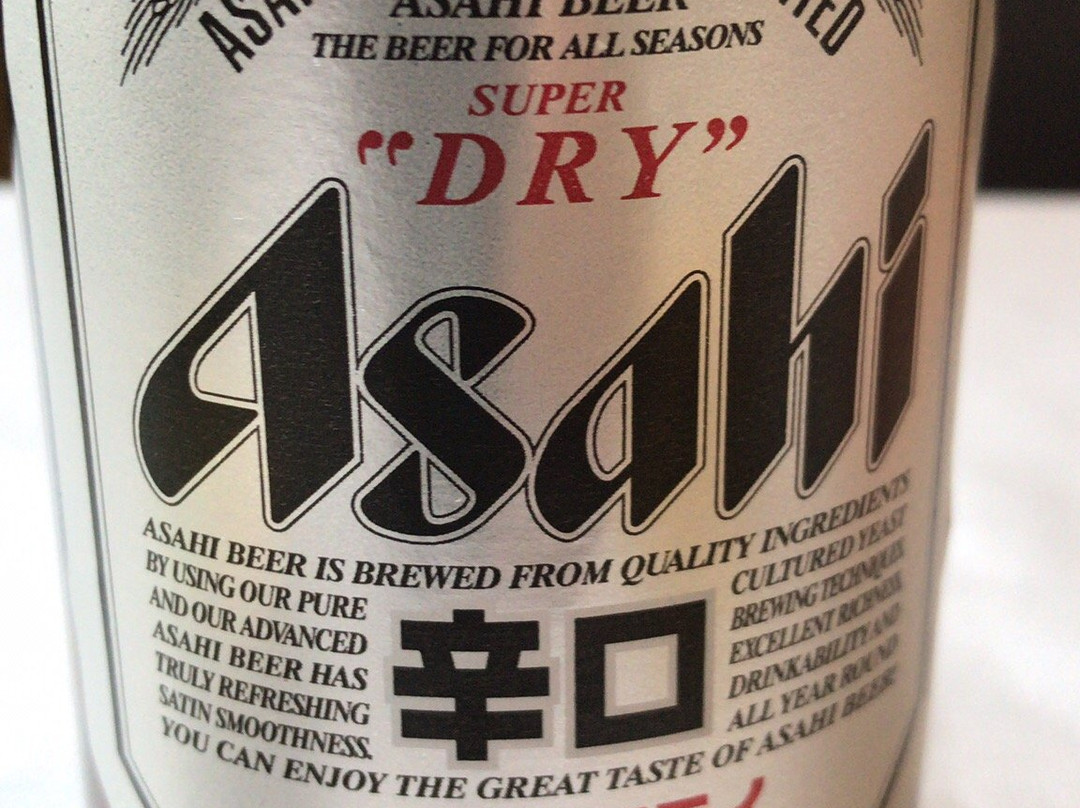 ASAHI BEER
THE BEER FOR ALL SEASONS
SUPER
"DRY"
Asahi
ASAHI BEER IS BREWED FROM QUALITY INGREDIENTS
BY USING OUR PURE CULTURED YEAST
AND OUR ADVANCED BREWING TECHNIQUES.
ASAHI BEER HAS EXCELLENT RICHNESS,
TRULY REFRESHING DRINKABILITY AND
SATIN SMOOTHNESS. ALL YEAR ROUND
YOU CAN ENJOY THE GREAT TASTE OF ASAHI BEER.
辛口